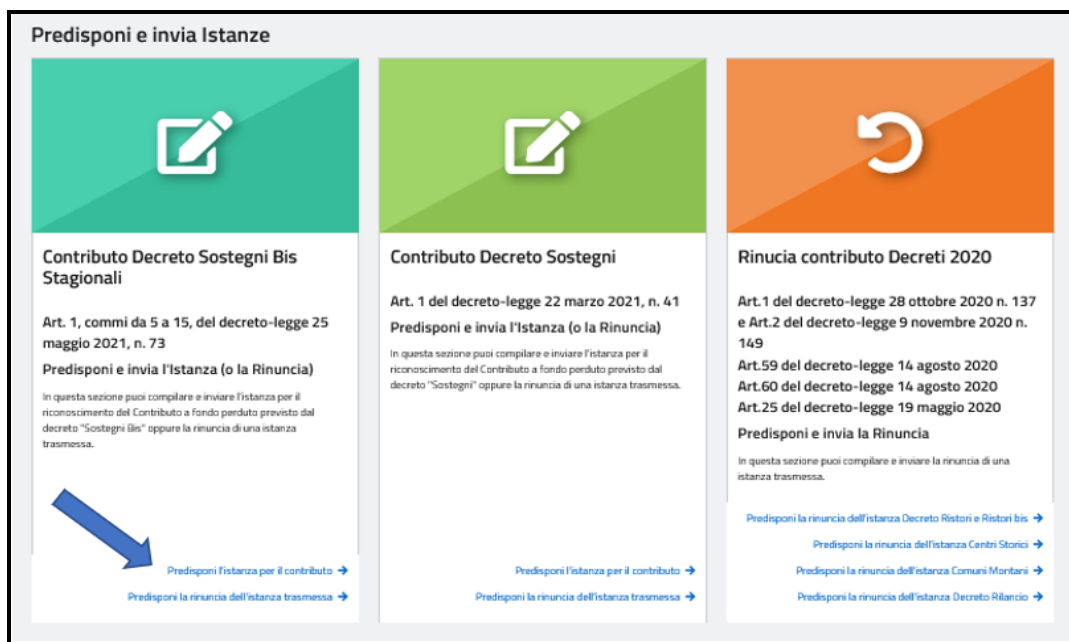 Predisponi e invia Istanze
Contributo Decreto Sostegni Bis
Stagionali
Art. 1, commi da 5 a 15, del decreto-legge 25
maggio 2021, n. 73
Predisponi e invia l'Istanza (o la Rinuncia)
In questa sezione puoi compilare e inviare l'istanza per il
riconoscimento del Contributo a fondo perduto previsto dal
decreto "Sostegni Bis" oppure la rinuncia di una istanza
trasmessa.
Predisponi l'istanza per il contributo →
Predisponi la rinuncia dell'istanza trasmessa →
Contributo Decreto Sostegni
Art. 1 del decreto-legge 22 marzo 2021, n. 41
Predisponi e invia l'Istanza (o la Rinuncia)
In questa sezione puoi compilare e inviare l'istanza per il
riconoscimento del Contributo a fondo perduto previsto dal
decreto "Sostegni" oppure la rinuncia di una istanza trasmessa.
Predisponi l'istanza per il contributo →
Predisponi la rinuncia dell'istanza trasmessa →
Rinucia contributo Decreti 2020
Art.1 del decreto-legge 28 ottobre 2020 n. 137
e Art.2 del decreto-legge 9 novembre 2020 n.
149
Art.59 del decreto-legge 14 agosto 2020
Art.60 del decreto-legge 14 agosto 2020
Art.25 del decreto-legge 19 maggio 2020
Predisponi e invia la Rinuncia
In questa sezione puoi compilare e inviare la rinuncia di una
istanza trasmessa.
Predisponi la rinuncia dell'istanza Decreto Ristori e Ristori bis →
Predisponi la rinuncia dell'istanza Centri Storici →
Predisponi la rinuncia dell'istanza Comuni Montani →
Predisponi la rinuncia dell'istanza Decreto Rilancio →